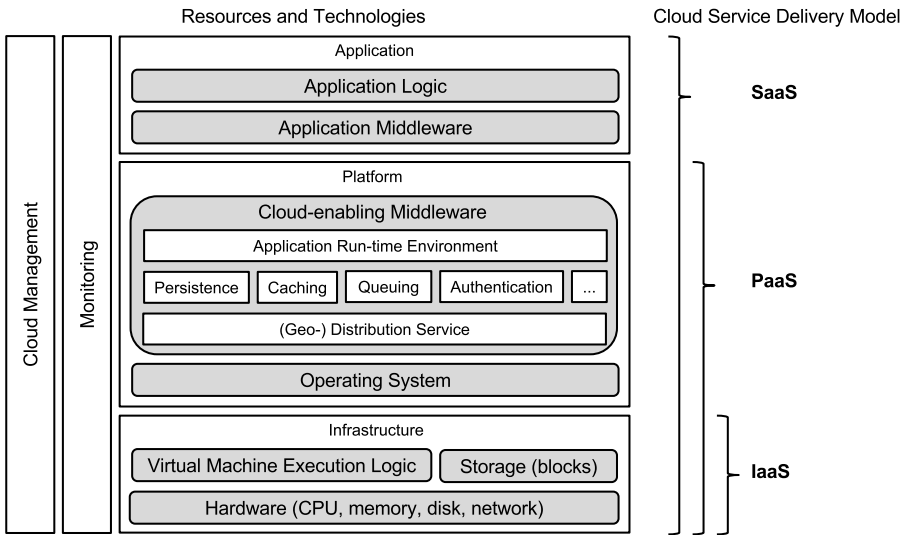 Resources and Technologies
Cloud Service Delivery Model
Cloud Management
Monitoring
Application
Application Logic
Application Middleware
SaaS
Platform
Cloud-enabling Middleware
Application Run-time Environment
Persistence
Caching
Queuing
Authentication
...
(Geo-) Distribution Service
Operating System
PaaS
Infrastructure
Virtual Machine Execution Logic
Storage (blocks)
Hardware (CPU, memory, disk, network)
IaaS